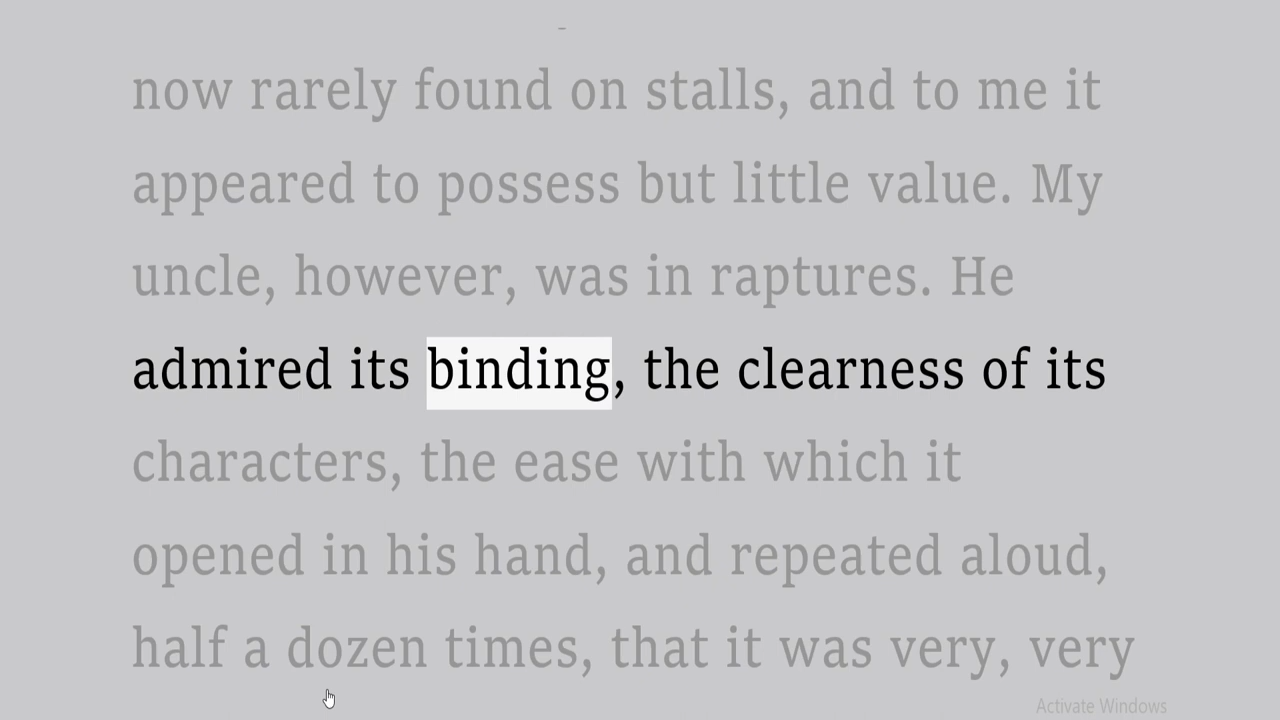 now rarely found on stalls, and to me it
appeared to possess but little value. My
uncle, however, was in raptures. He
admired its binding, the clearness of its
characters, the ease with which it
opened in his hand, and repeated aloud,
half a dozen times, that it was very, very
Activate Windows